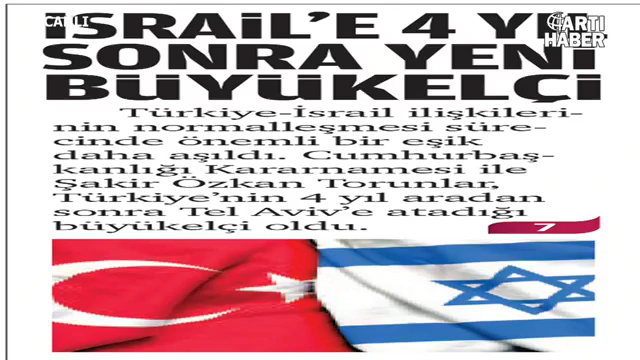 CANLI
ARTI
HABER
İSRAİL'E 4 
SONRA YENİ
BÜYÜKELÇİ
Türkiye-İsrail ilişkileri-
nin normalleşmesi süre-
cinde önemli bir eşik
daha aşıldı. Cumhurbaş-
kanlığı Kararnamesi ile
Şakir Özkan Torunlar,
Türkiye'nin 4 yıl aradan
sonra Tel Aviv'e atadığı
büyükelçi oldu.
7